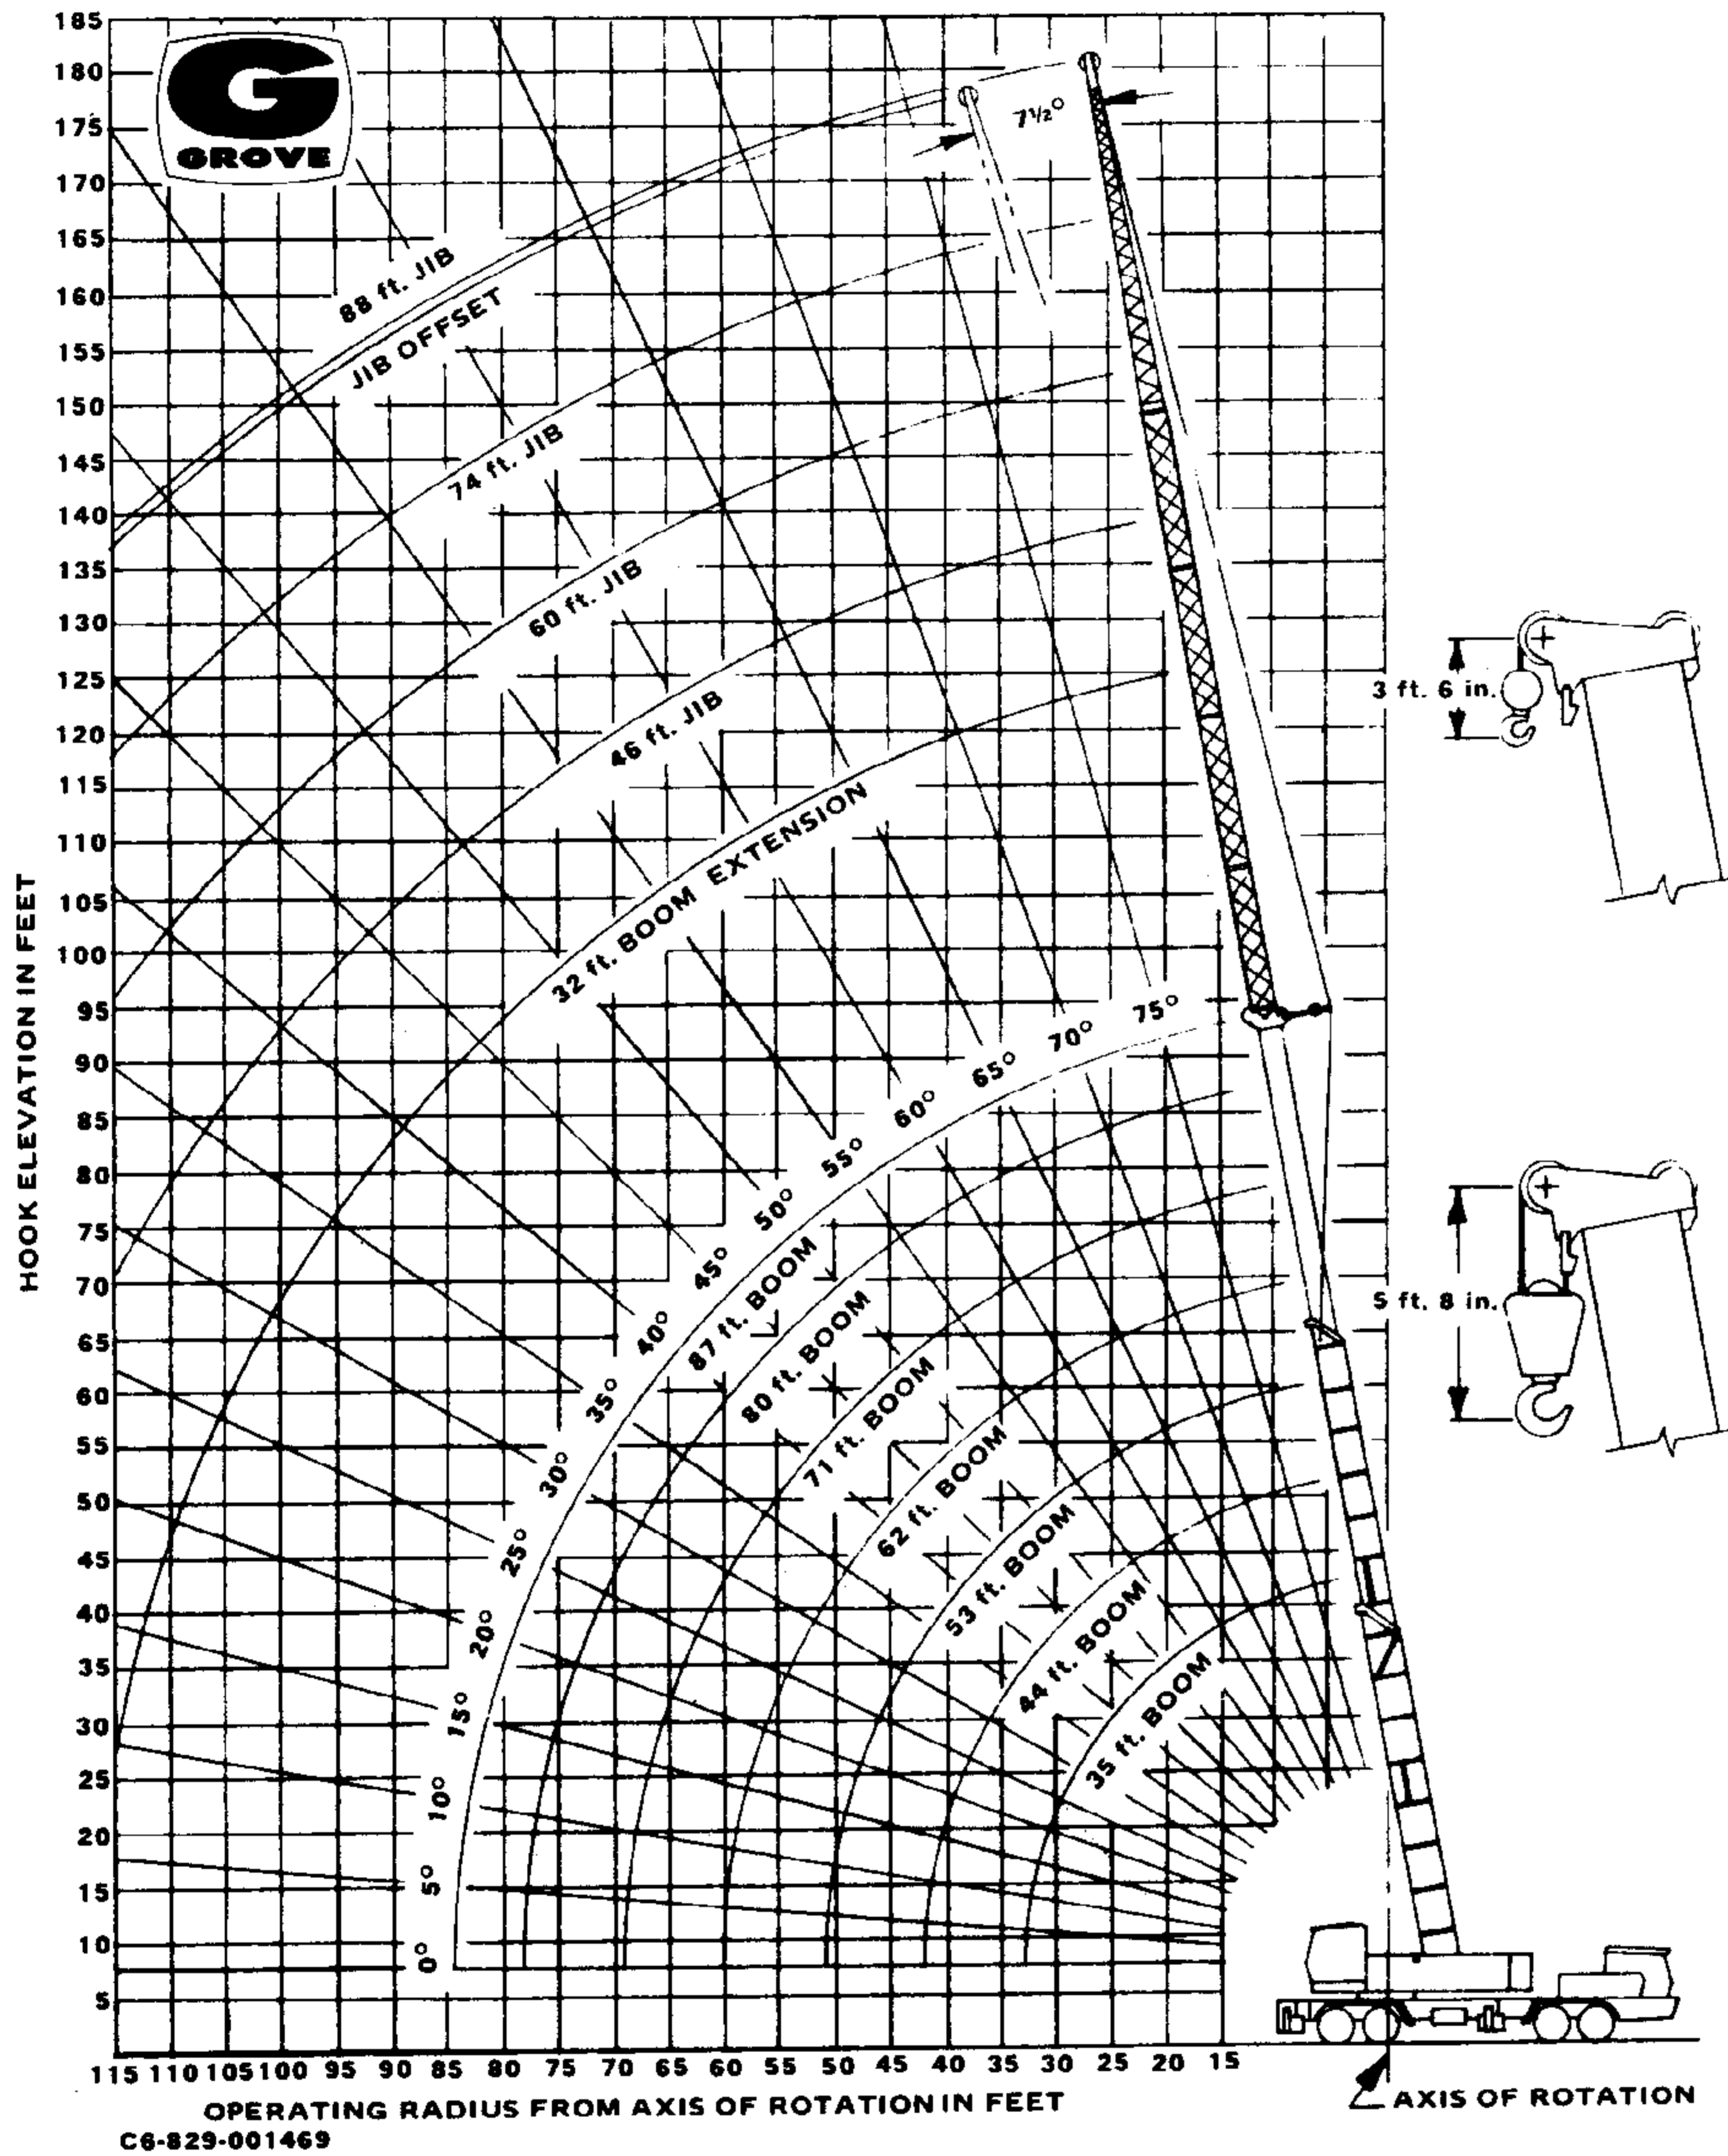 185
180
175
170
165
160
155
150
145
140
135
130
125
120
115
110
105
100
95
90
85
80
75
70
65
60
55
50
45
40
35
30
25
20
15
10
5
HOOK ELEVATION IN FEET
G
GROVE
7½°
88 ft. JIB
JIB OFFSET
74 ft. JIB
60 ft. JIB
46 ft. JIB
32 ft. BOOM EXTENSION
75°
70°
65°
60°
55°
50°
45°
40°
35°
30°
25°
20°
15°
10°
5°
0°
87 ft. BOOM
80 ft. BOOM
71 ft. BOOM
62 ft. BOOM
53 ft. BOOM
44 ft. BOOM
35 ft. BOOM
3 ft. 6 in.
5 ft. 8 in.
115 110 105 100 95 90 85 80 75 70 65 60 55 50 45 40 35 30 25 20 15
OPERATING RADIUS FROM AXIS OF ROTATION IN FEET
AXIS OF ROTATION
C6-829-001469